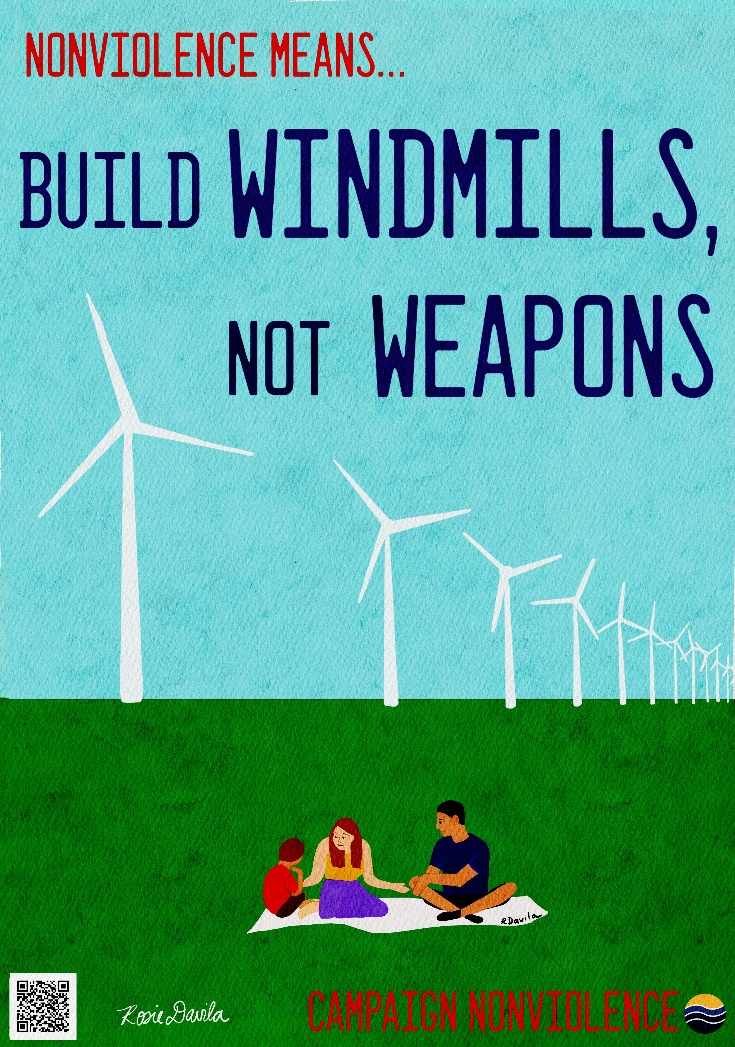 NONVIOLENCE MEANS...
BUILD WINDMILLS,
NOT WEAPONS
RDavila
Rosie Davila
CAMPAIGN NONVIOLENCE